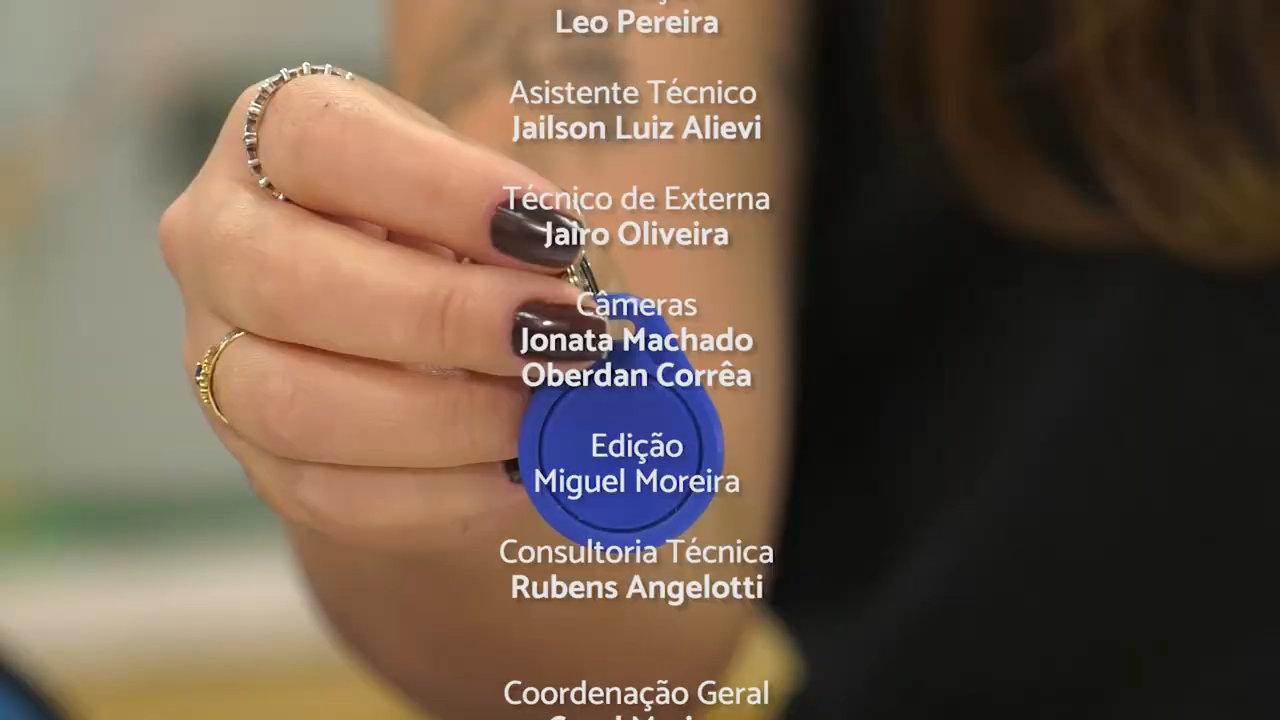 Leo Pereira
Asistente Técnico
Jailson Luiz Alievi
Técnico de Externa
Jairo Oliveira
Câmeras
Jonata Machado
Oberdan Corrêa
Edição
Miguel Moreira
Consultoria Técnica
Rubens Angelotti
Coordenação Geral